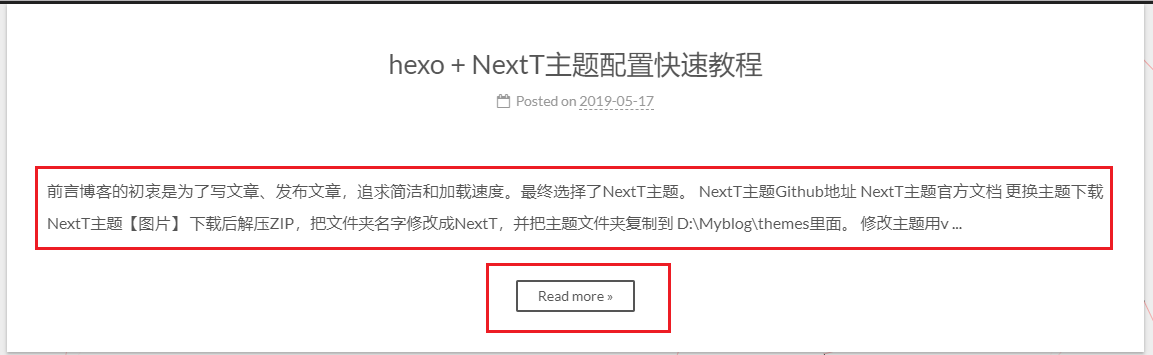 hexo + NextT主题配置快速教程
Posted on 2019-05-17
前言博客的初衷是为了写文章、发布文章，追求简洁和加载速度。最终选择了NextT主题。 NextT主题Github地址 NextT主题官方文档 更换主题下载
NextT主题【图片】 下载后解压ZIP，把文件夹名字修改成NextT，并把主题文件夹复制到 D:\Myblog\themes里面。 修改主题用v ...
Read more »